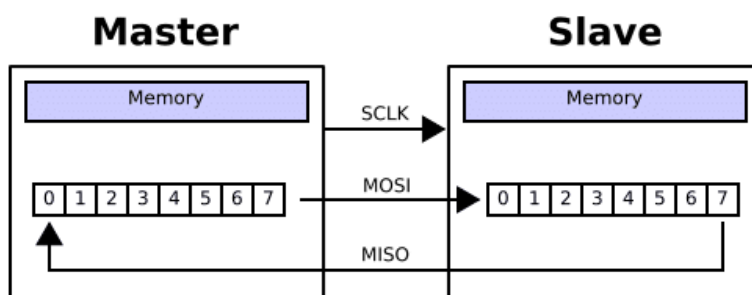 Master Slave
Memory Memory
SCLK
MOSI
0 1 2 3 4 5 6 7 0 1 2 3 4 5 6 7
MISO